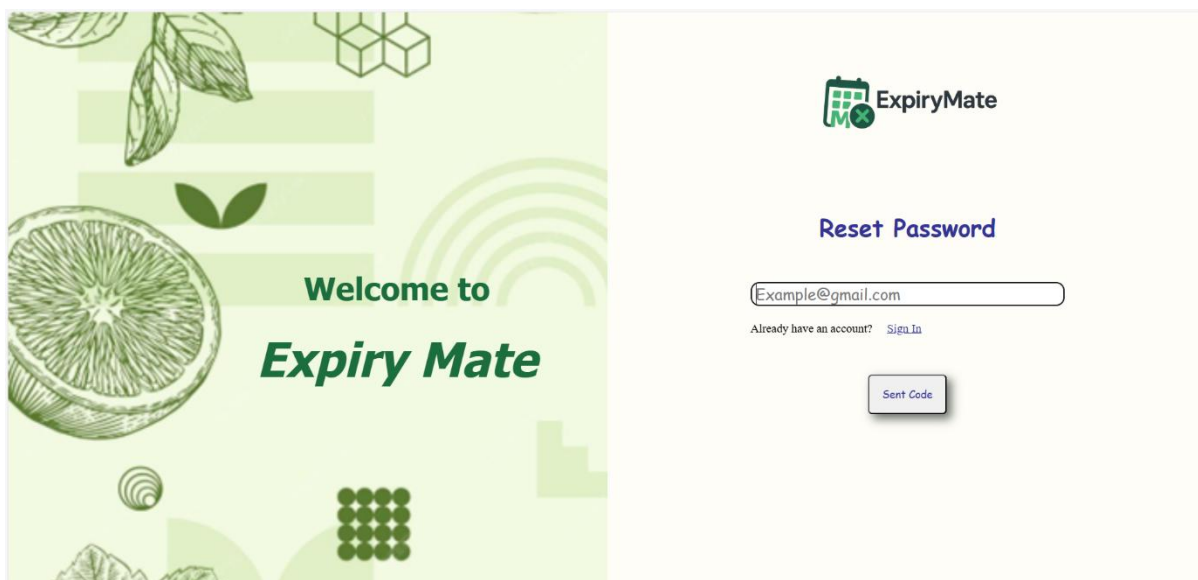 Welcome to
Expiry Mate
M
ExpiryMate
Reset Password
Example@gmail.com
Already have an account? Sign In
Sent Code